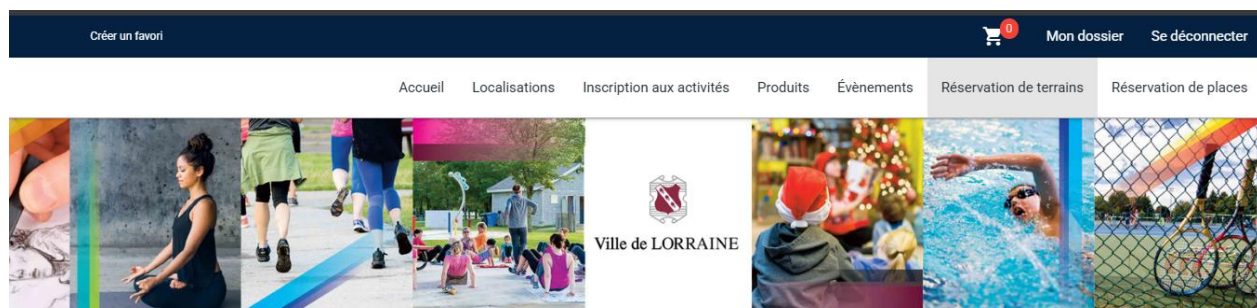 Créer un favori
0
Mon dossier
Se déconnecter
Accueil
Localisations
Inscription aux activités
Produits
Évènements
Réservation de terrains
Réservation de places
Ville de LORRAINE